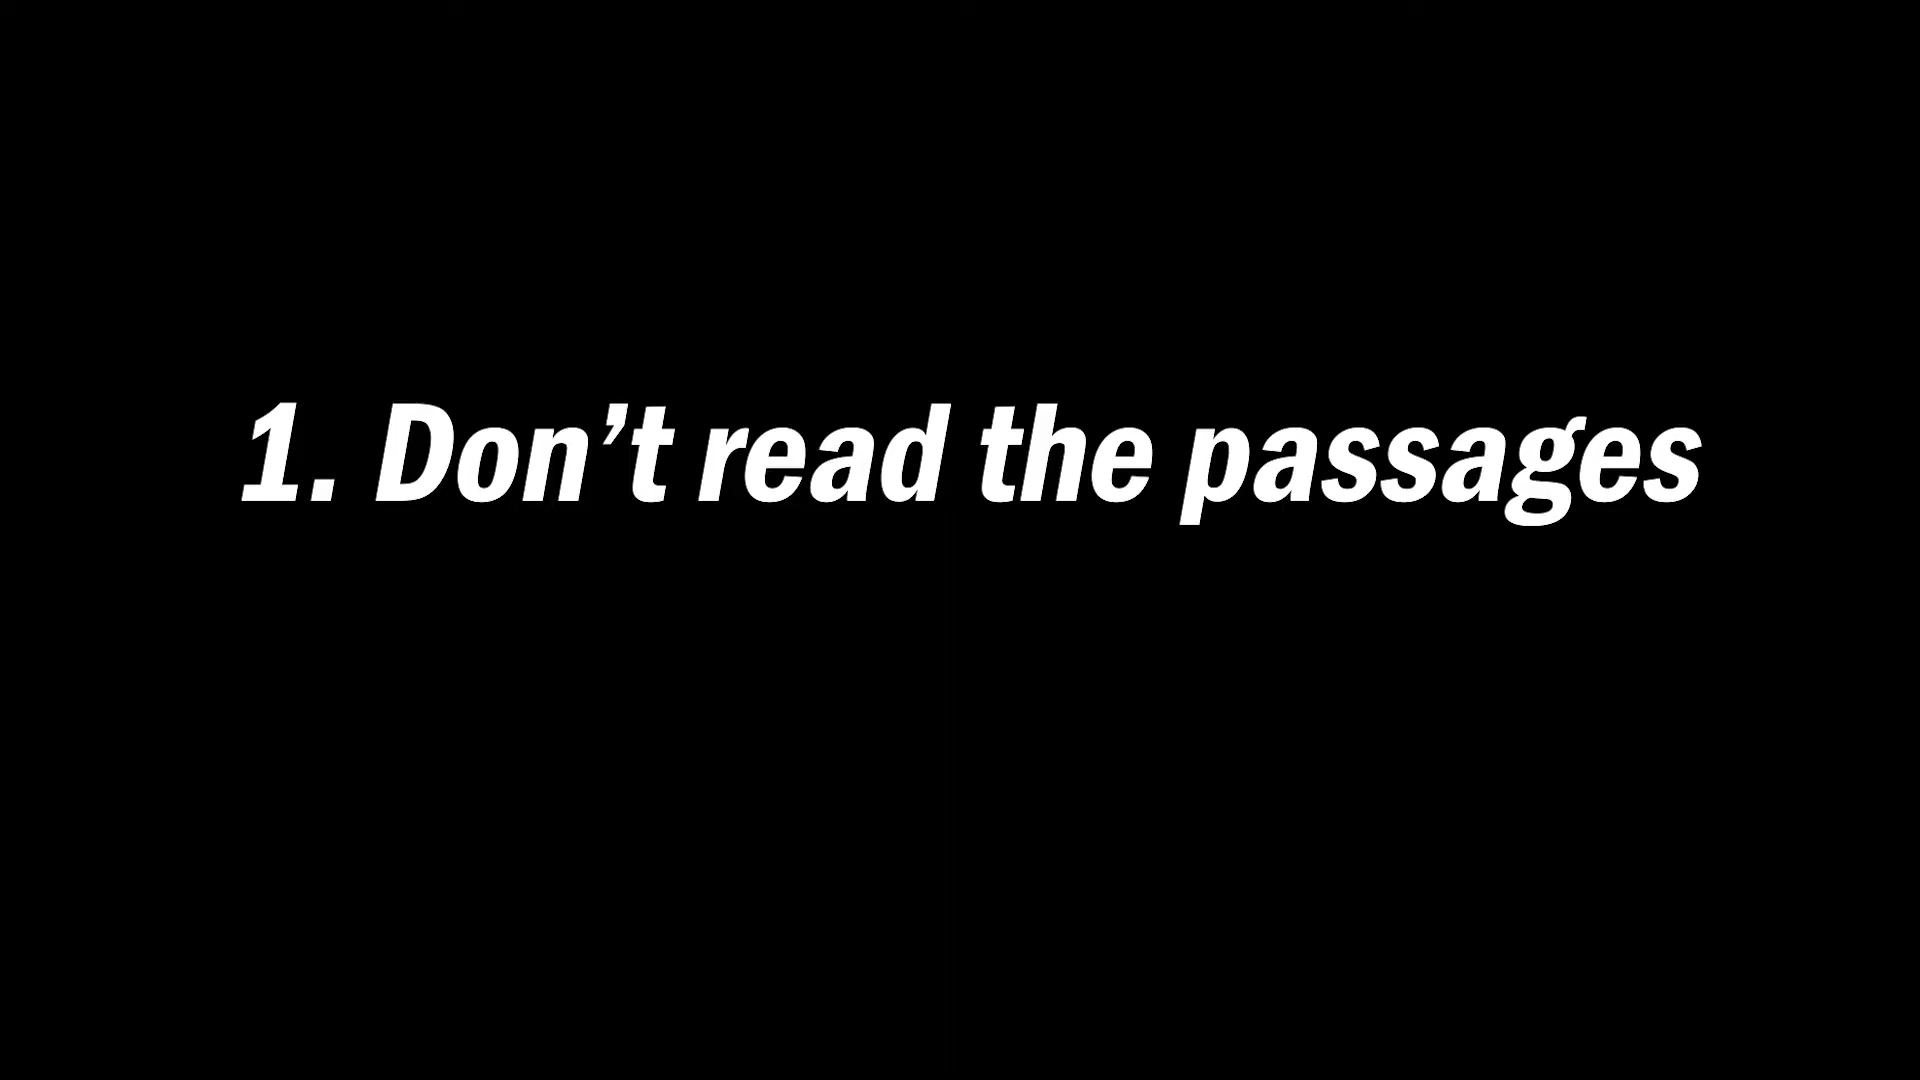 1. Don’t read the passages